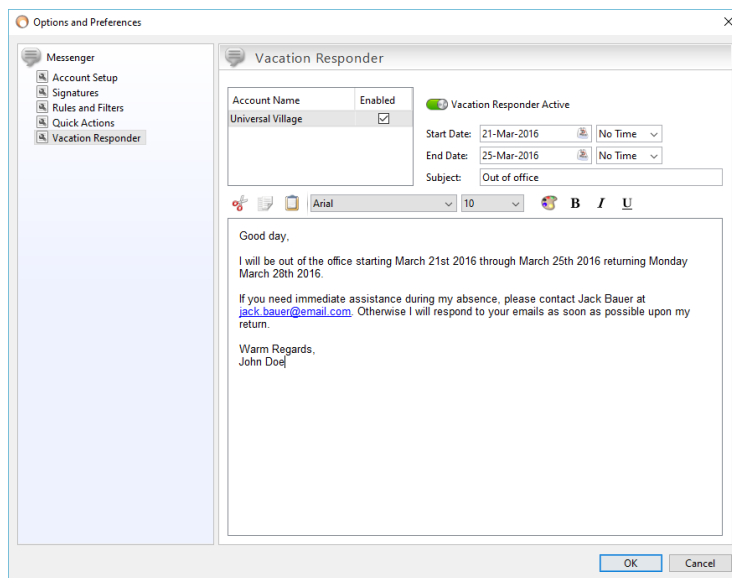 Options and Preferences
Messenger
Account Setup
Signatures
Rules and Filters
Quick Actions
Vacation Responder
Vacation Responder
Account Name Enabled
Universal Village
Vacation Responder Active
Start Date: 21-Mar-2016 No Time
End Date: 25-Mar-2016 No Time
Subject: Out of office
Arial 10 B I U
Good day,
I will be out of the office starting March 21st 2016 through March 25th 2016 returning Monday
March 28th 2016.
If you need immediate assistance during my absence, please contact Jack Bauer at
jack.bauer@email.com. Otherwise I will respond to your emails as soon as possible upon my
return.
Warm Regards,
John Doe
OK Cancel